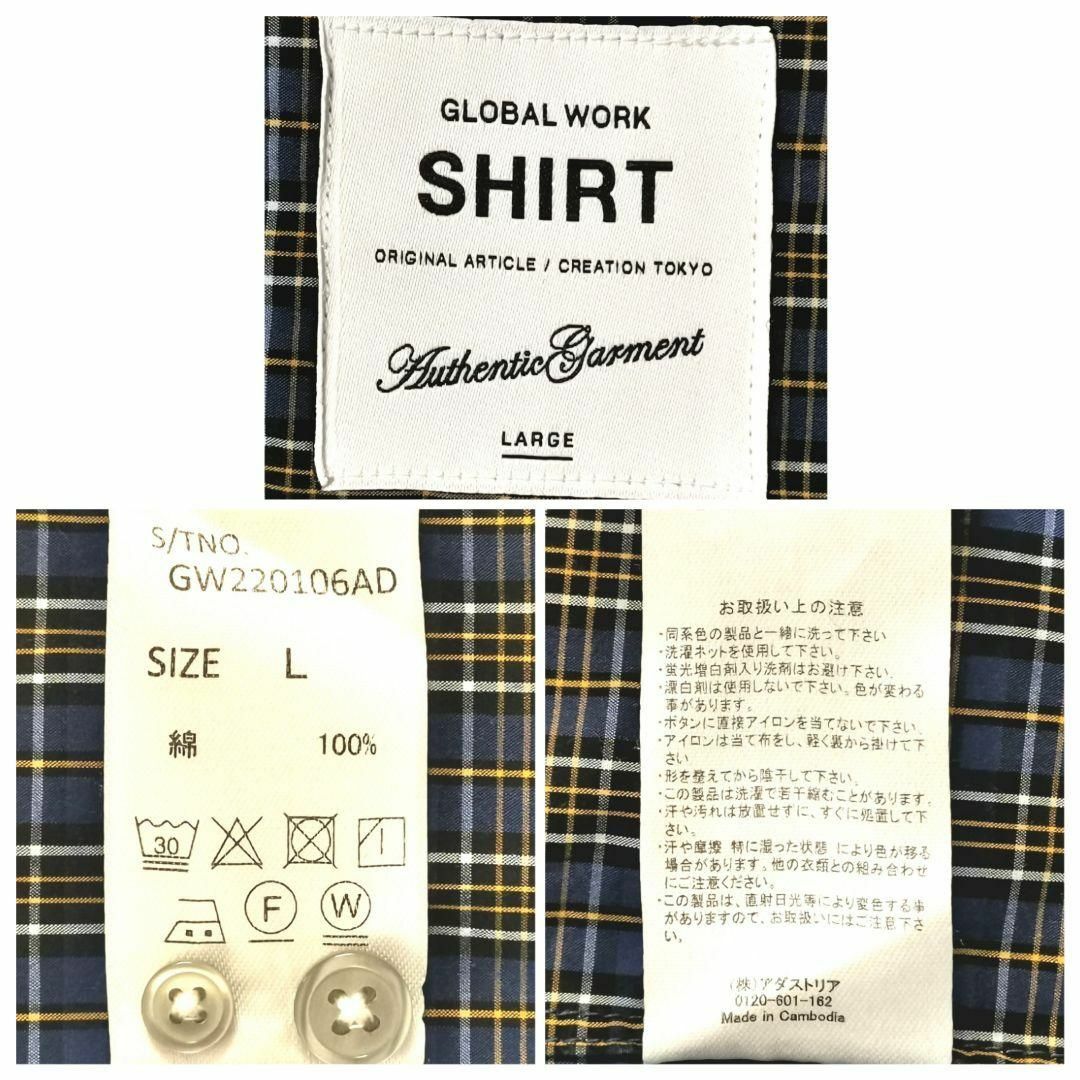 GLOBAL WORK
SHIRT
ORIGINAL ARTICLE / CREATION TOKYO
Authentic Garment
LARGE
S/TNO.
GW220106AD
SIZE L
綿 100%
30
F W
お取扱い上の注意
・同系色の製品と一緒に洗って下さい
・洗濯ネットを使用して下さい。
・蛍光増白剤入り洗剤はお避け下さい.
・漂白剤は使用しないで下さい。色が変わる
事があります。
・ボタンに直接アイロンを当てないで下さい.
・アイロンは当て布をし、軽く裏から掛けて下
さい
・形を整えてから陰干して下さい。
・この製品は洗濯で若干縮むことがあります。
・汗や汚れは放置せずに、すぐに処置して下
さい。
・汗や摩擦 特に湿った状態 により色が移る
場合があります。他の衣類との組み合わせ
にご注意ください。
・この製品は、直射日光等により変色する事
がありますので、お取扱いにはご注意下さ
い。
(株)アダストリア
0120-601-162
Made in Cambodia